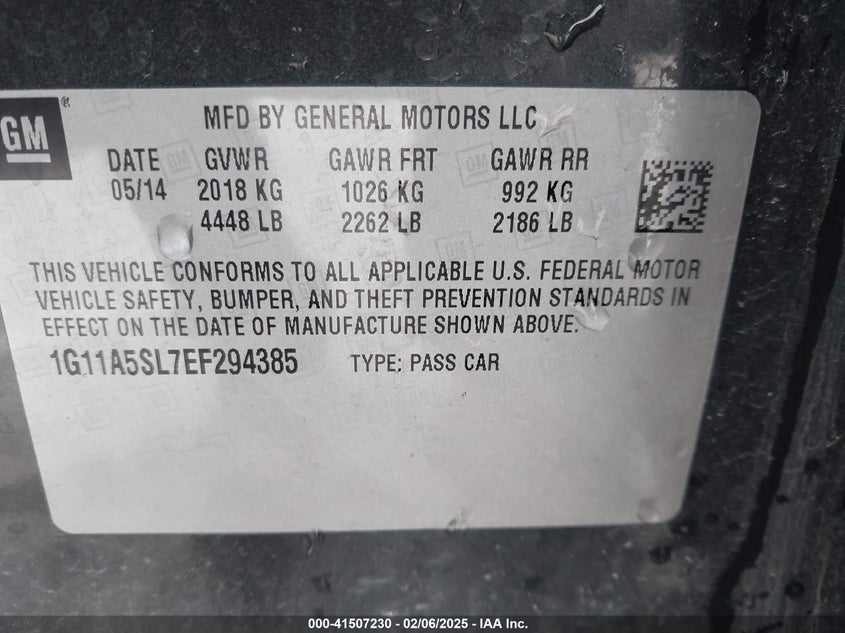 GM ®
MFD BY GENERAL MOTORS LLC
DATE GVWR GAWR FRT GAWR RR
05/14 2018 KG 1026 KG 992 KG
4448 LB 2262 LB 2186 LB
THIS VEHICLE CONFORMS TO ALL APPLICABLE U.S. FEDERAL MOTOR
VEHICLE SAFETY, BUMPER, AND THEFT PREVENTION STANDARDS IN
EFFECT ON THE DATE OF MANUFACTURE SHOWN ABOVE.
1G11A5SL7EF294385 TYPE: PASS CAR
000-41507230 - 02/06/2025 - IAA Inc.